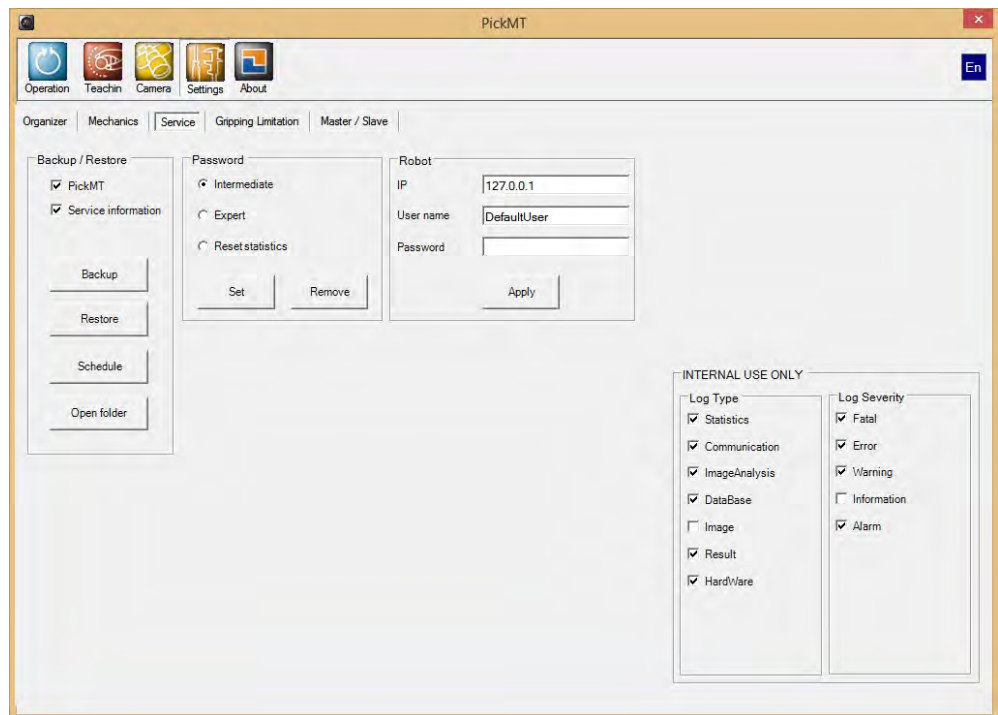 PickMT
Operation Teachin Camera Settings About
En
Organizer Mechanics Service Gripping Limitation Master / Slave
Backup / Restore
PickMT
Service information
Backup
Restore
Schedule
Open folder
Password
Intermediate
Expert
Reset statistics
Set Remove
Robot
IP 127.0.0.1
User name DefaultUser
Password
Apply
INTERNAL USE ONLY
Log Type
Statistics
Communication
ImageAnalysis
DataBase
Image
Result
HardWare
Log Severity
Fatal
Error
Warning
Information
Alarm